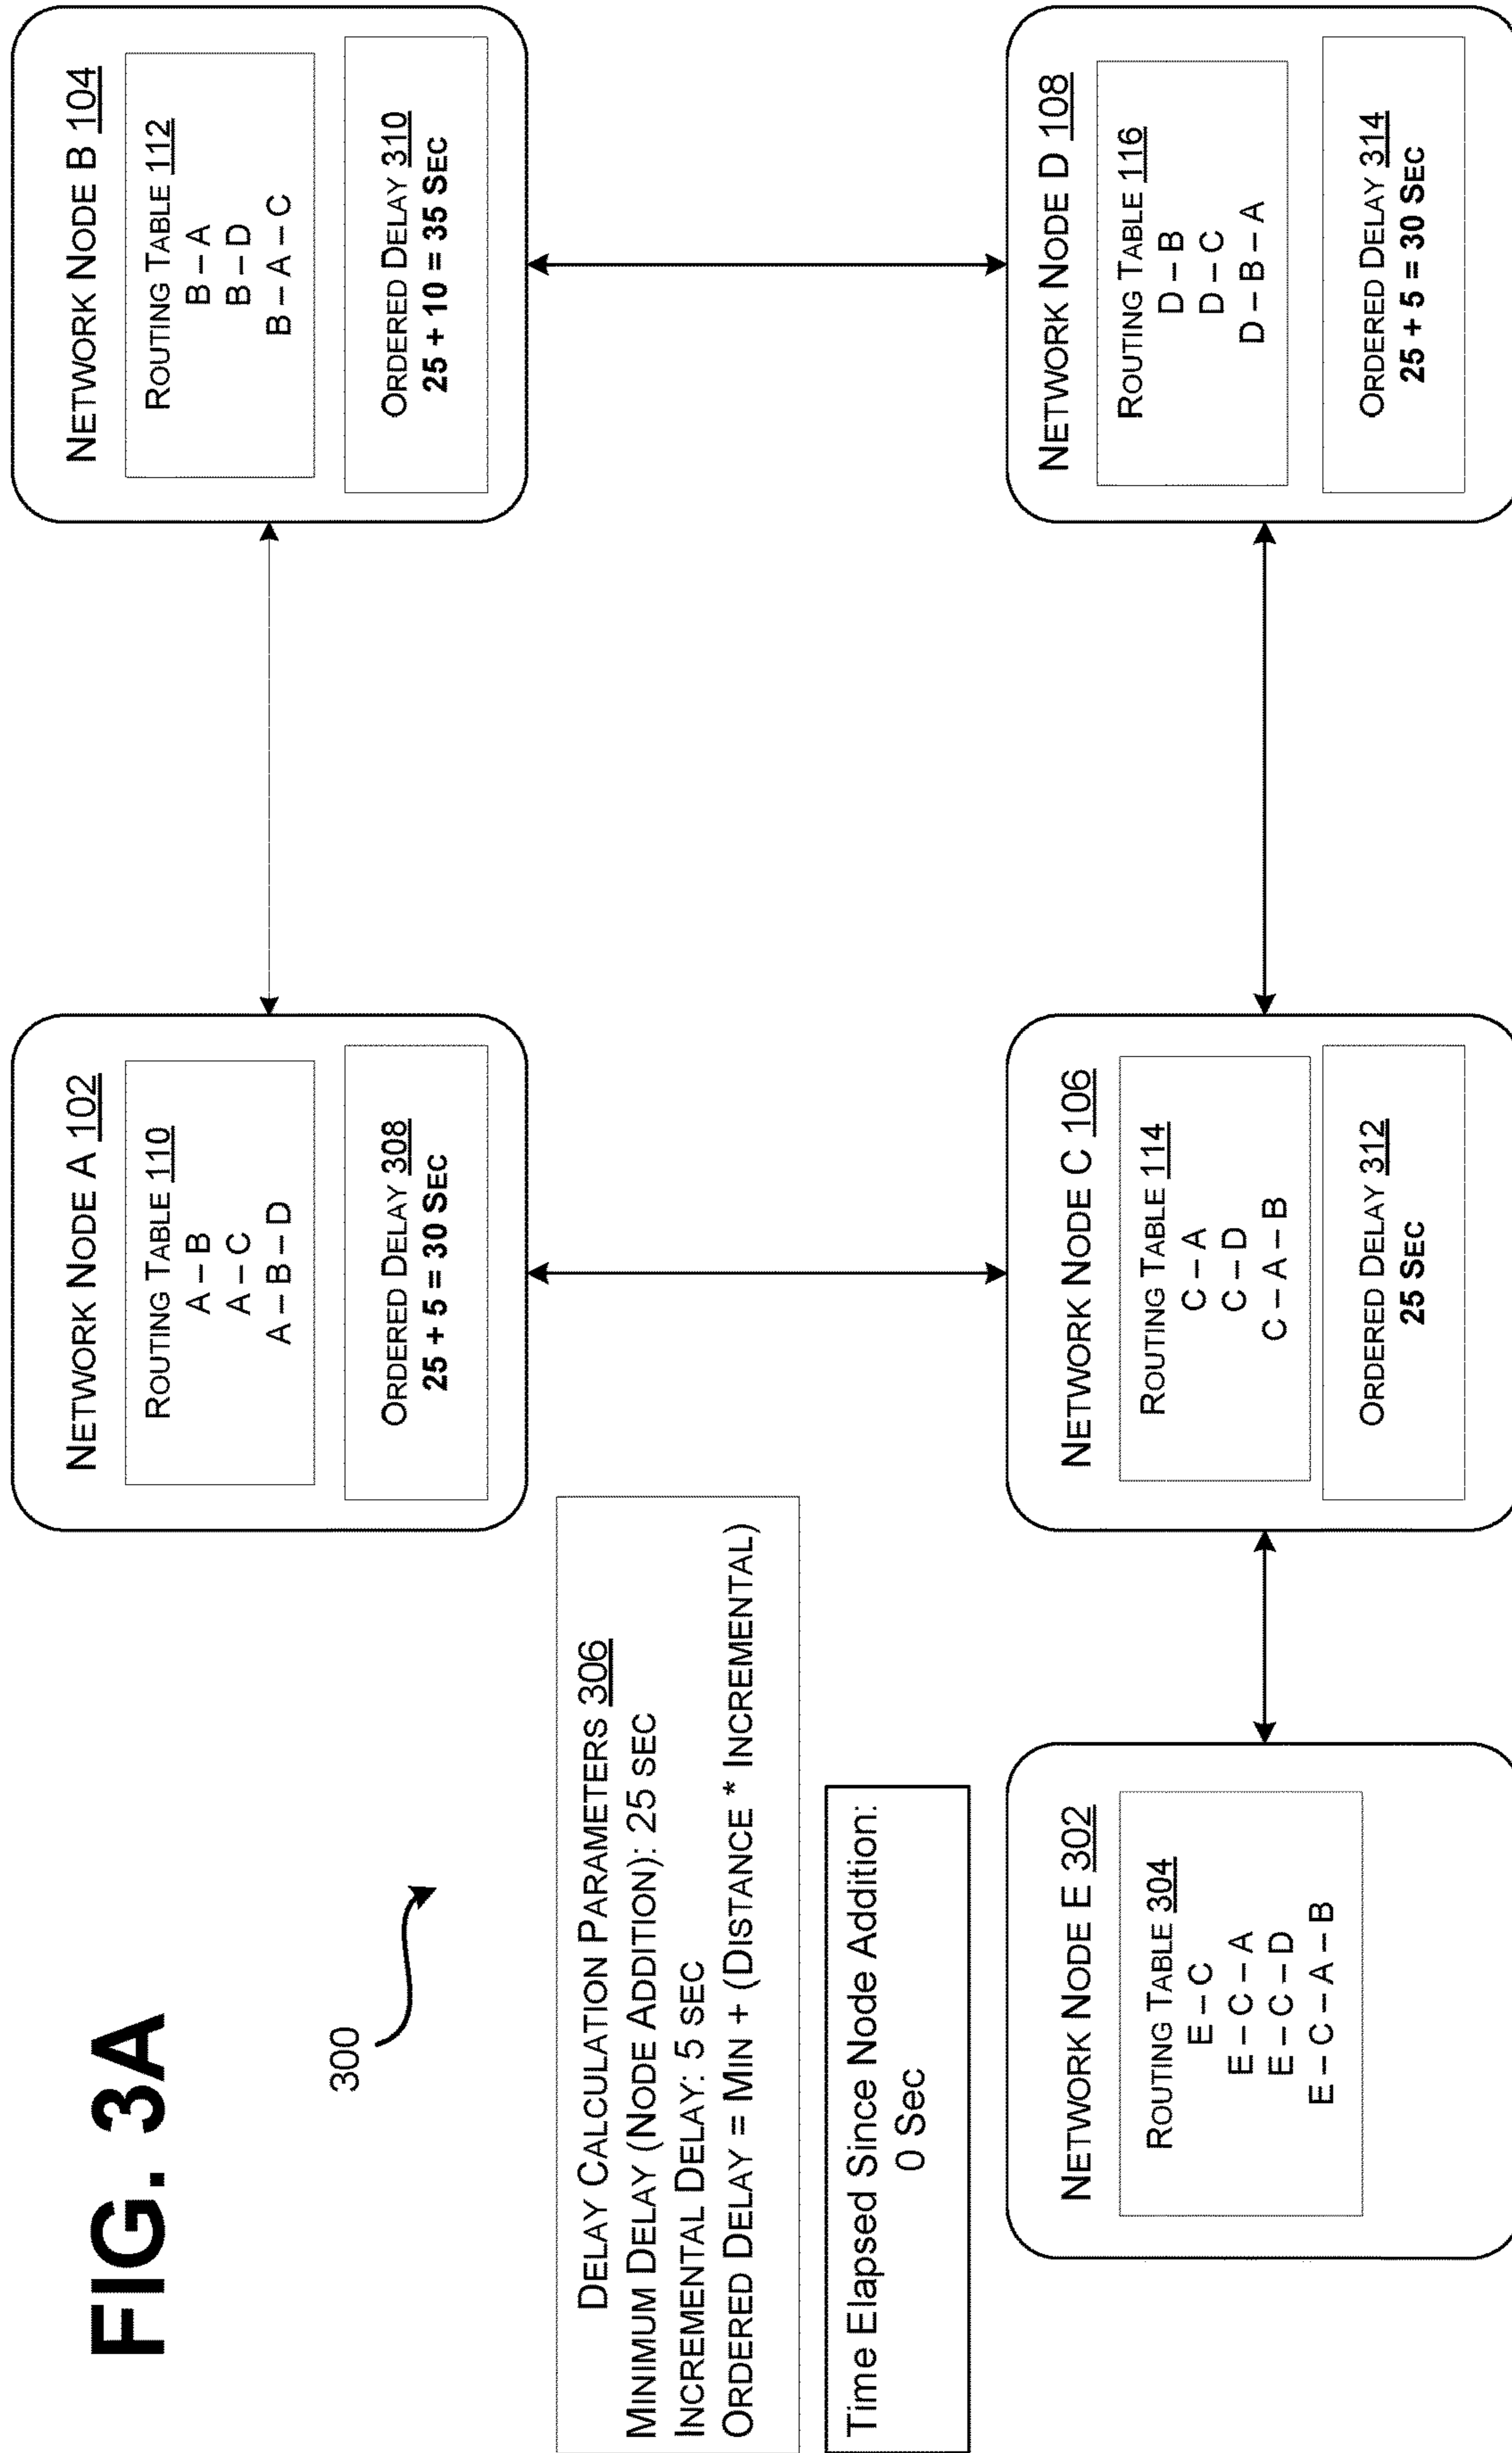 FIG. 3A
300
NETWORK NODE A 102
ROUTING TABLE 110
A – B
A – C
A – B – D
ORDERED DELAY 308
25 + 5 = 30 SEC
NETWORK NODE B 104
ROUTING TABLE 112
B – A
B – D
B – A – C
ORDERED DELAY 310
25 + 10 = 35 SEC
DELAY CALCULATION PARAMETERS 306
MINIMUM DELAY (NODE ADDITION): 25 SEC
INCREMENTAL DELAY: 5 SEC
ORDERED DELAY = MIN + (DISTANCE * INCREMENTAL)
Time Elapsed Since Node Addition:
0 Sec
NETWORK NODE E 302
ROUTING TABLE 304
E – C
E – C – A
E – C – D
E – C – A – B
NETWORK NODE C 106
ROUTING TABLE 114
C – A
C – D
C – A – B
ORDERED DELAY 312
25 SEC
NETWORK NODE D 108
ROUTING TABLE 116
D – B
D – C
D – B – A
ORDERED DELAY 314
25 + 5 = 30 SEC